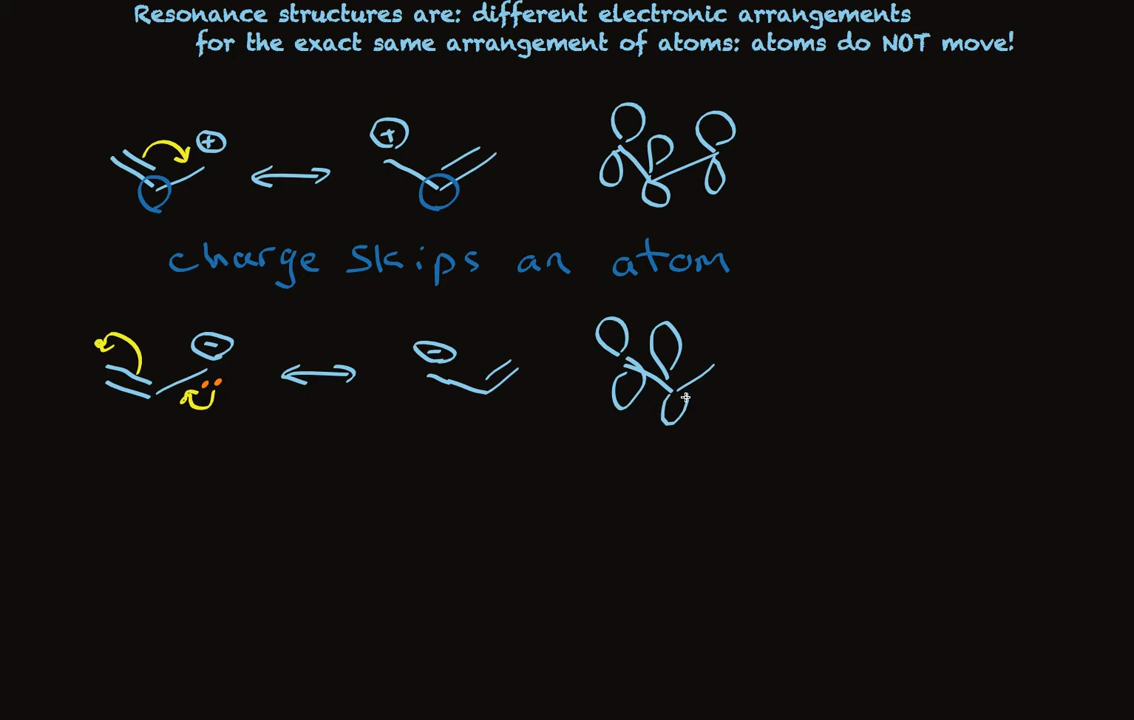 Resonance structures are: different electronic arrangements
for the exact same arrangement of atoms: atoms do NOT move!
+
+
charge skips an atom
-
-